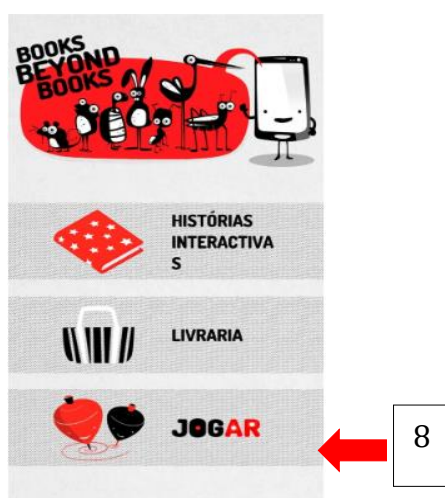 BOOKS
BEYOND
BOOKS
HISTÓRIAS
INTERACTIVA
S
LIVRARIA
JOGAR
8